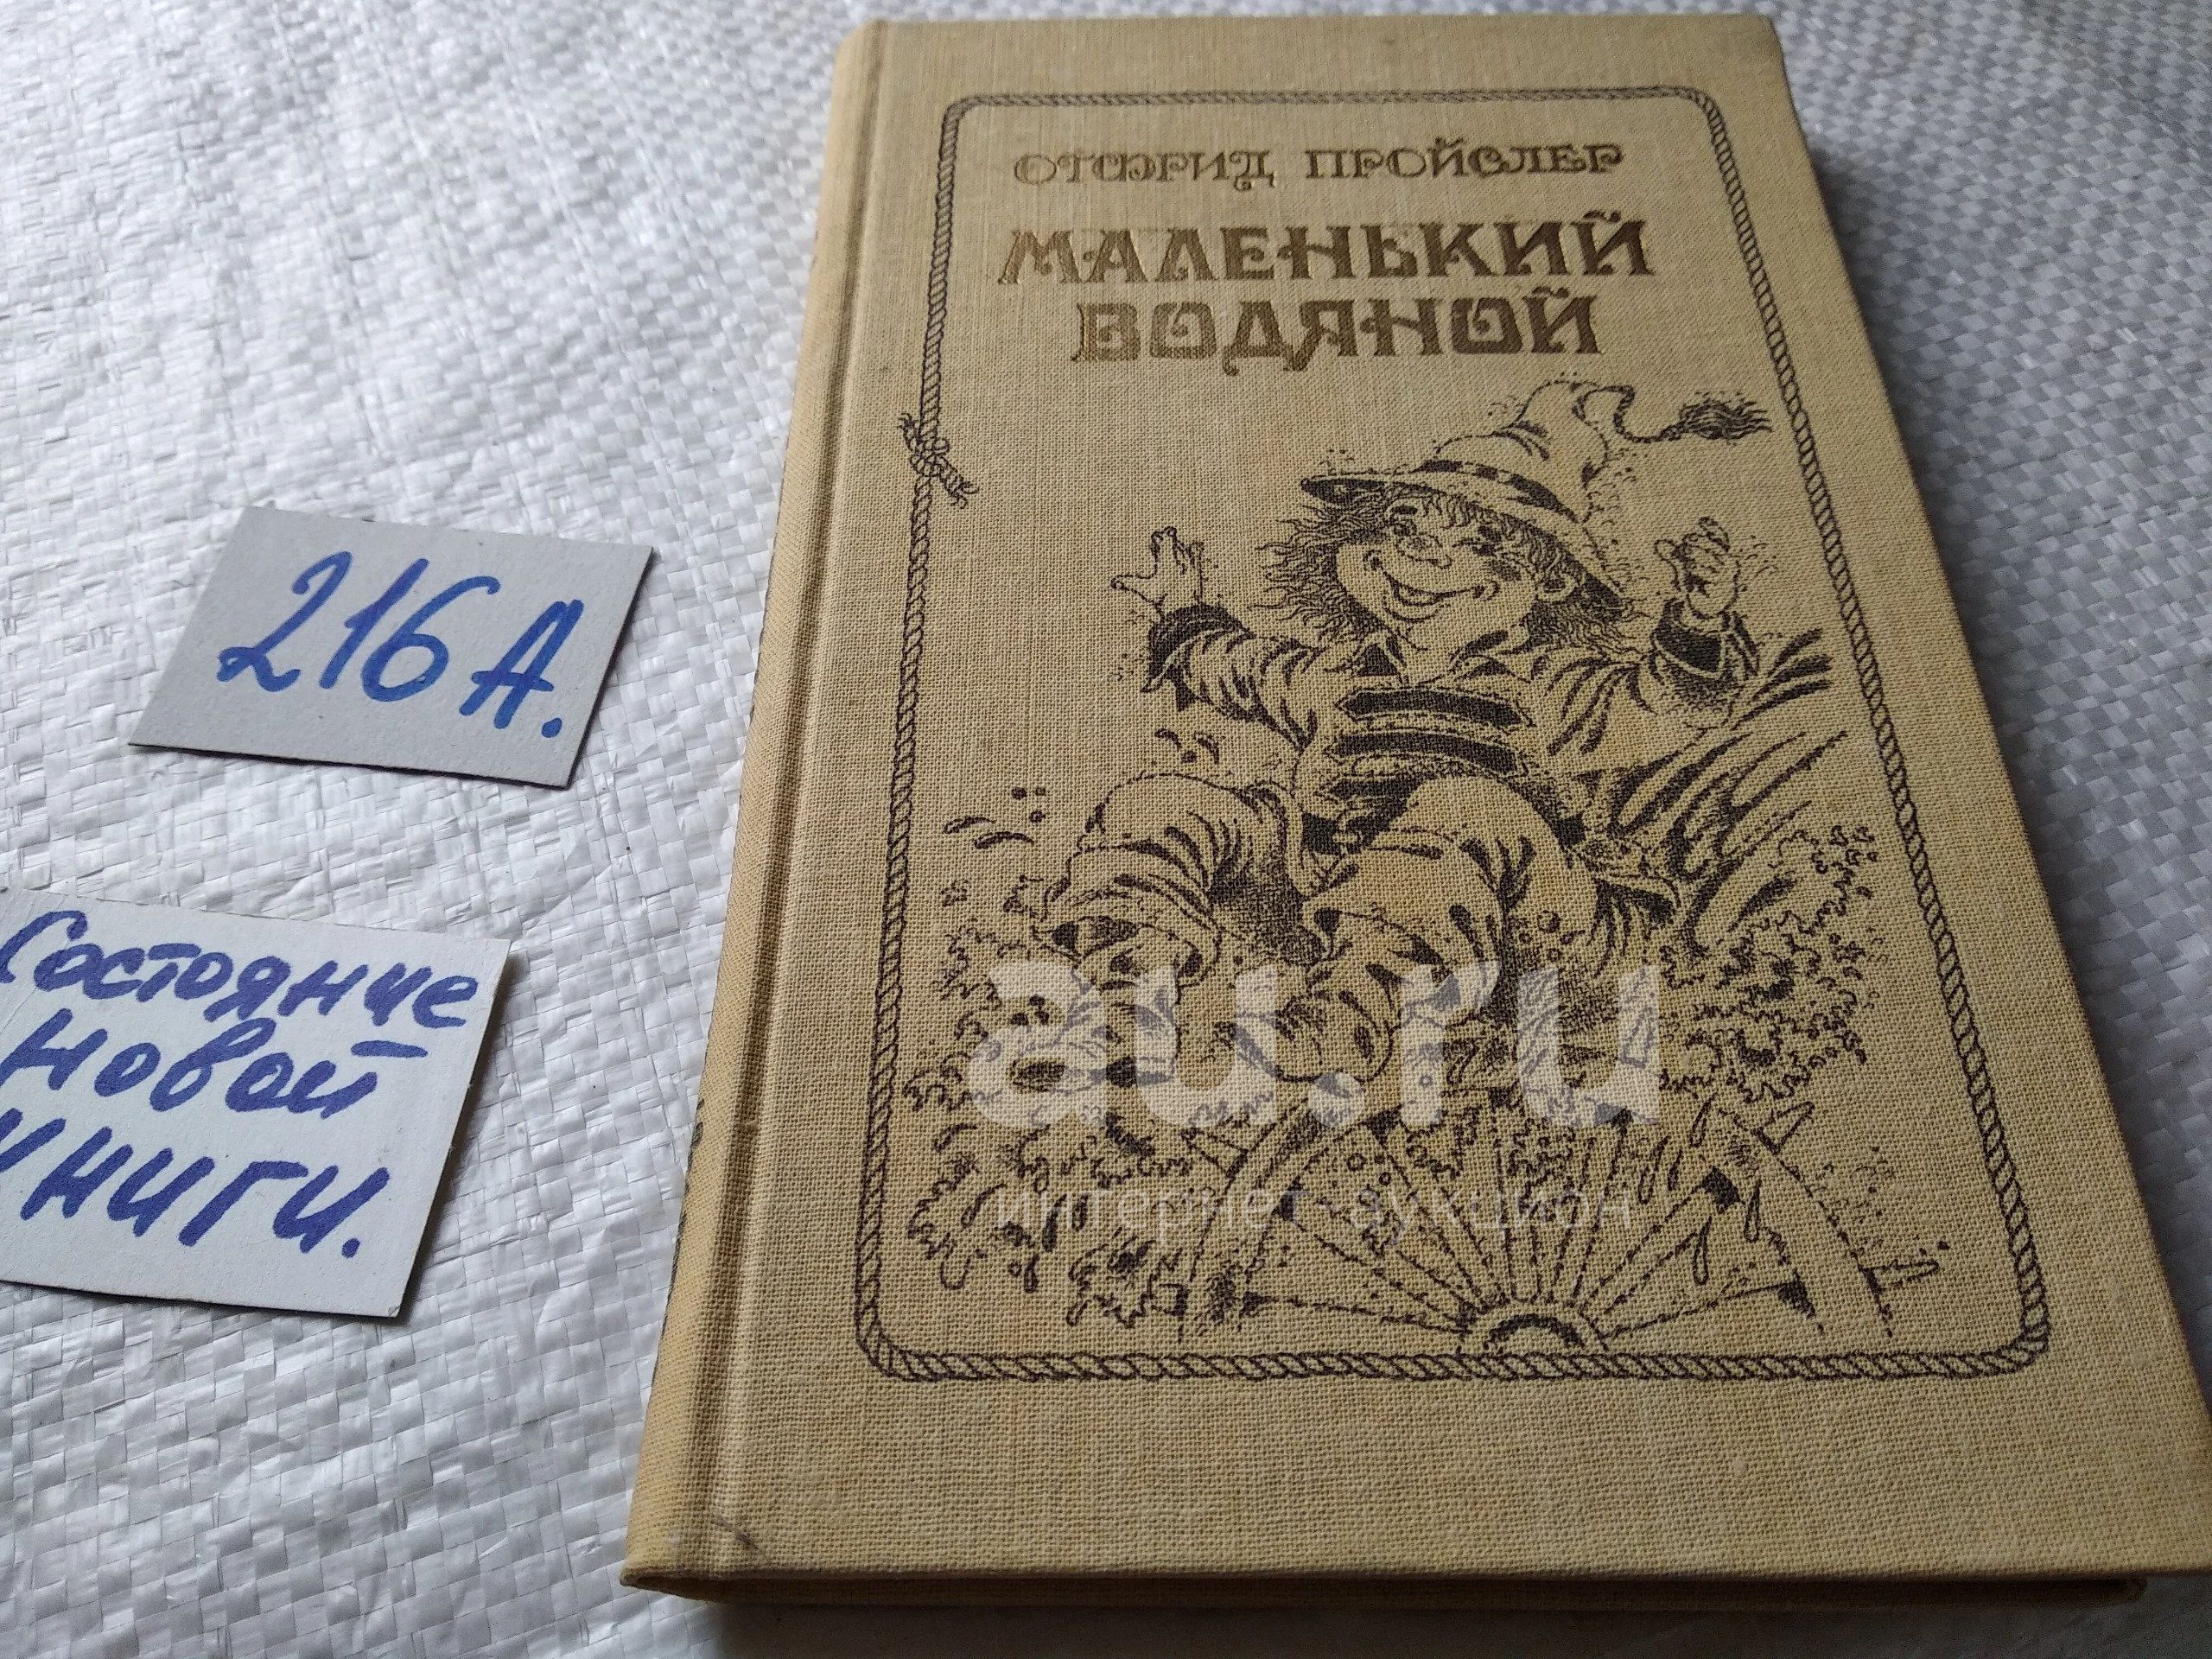 ОТФРИД ПРОЙСЛЕР
МАЛЕНЬКИЙ
ВОДЯНОЙ
216А.
Состояние
новой
книги.
au.ru
интернет-аукцион